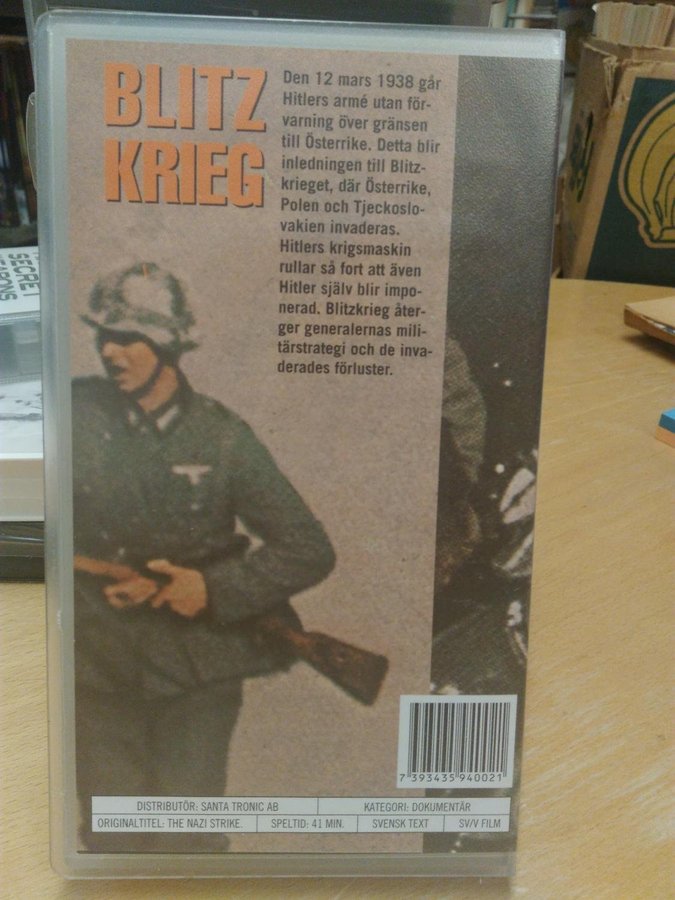 BLITZ
KRIEG
Den 12 mars 1938 går
Hitlers armé utan för-
varning över gränsen
till Österrike. Detta blir
inledningen till Blitz-
krieget, där Österrike,
Polen och Tjeckoslo-
vakien invaderas.
Hitlers krigsmaskin
rullar så fort att även
Hitler själv blir impo-
nerad. Blitzkrieg åter-
ger generalernas mili-
tärstrategi och de inva-
derades förluster.
SECRET
WEAPONS
7 393435 940021
DISTRIBUTÖR: SANTA TRONIC AB
KATEGORI: DOKUMENTÄR
ORIGINALTITEL: THE NAZI STRIKE.
SPELTID: 41 MIN.
SVENSK TEXT
SV/V FILM